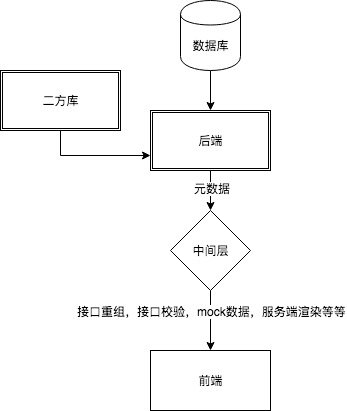 数据库
二方库
后端
元数据
中间层
接口重组，接口校验，mock数据，服务端渲染等等
前端